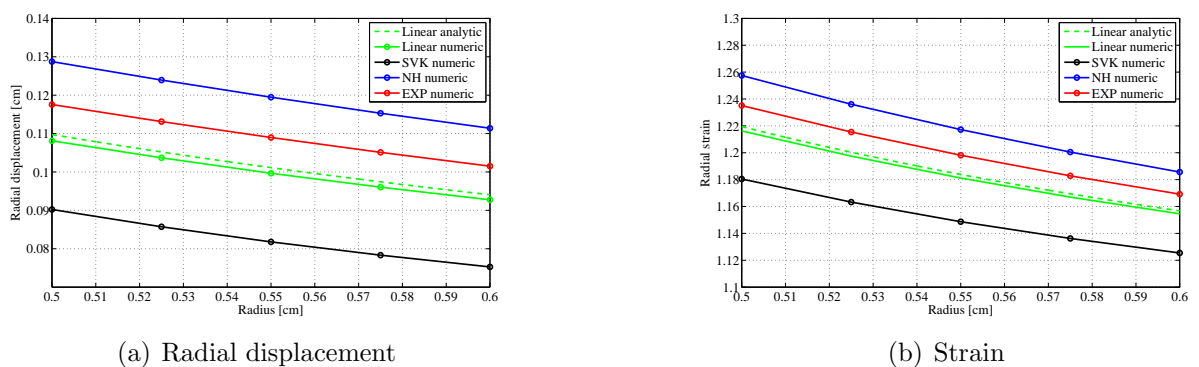 0.14
0.13
0.12
0.11
0.1
0.09
0.08
Radial displacement [cm]
Linear analytic
Linear numeric
SVK numeric
NH numeric
EXP numeric
0.5 0.51 0.52 0.53 0.54 0.55 0.56 0.57 0.58 0.59 0.6
Radius [cm]
(a) Radial displacement
1.3
1.28
1.26
1.24
1.22
1.2
1.18
1.16
1.14
1.12
1.1
Radial strain
Linear analytic
Linear numeric
SVK numeric
NH numeric
EXP numeric
0.5 0.51 0.52 0.53 0.54 0.55 0.56 0.57 0.58 0.59 0.6
Radius [cm]
(b) Strain